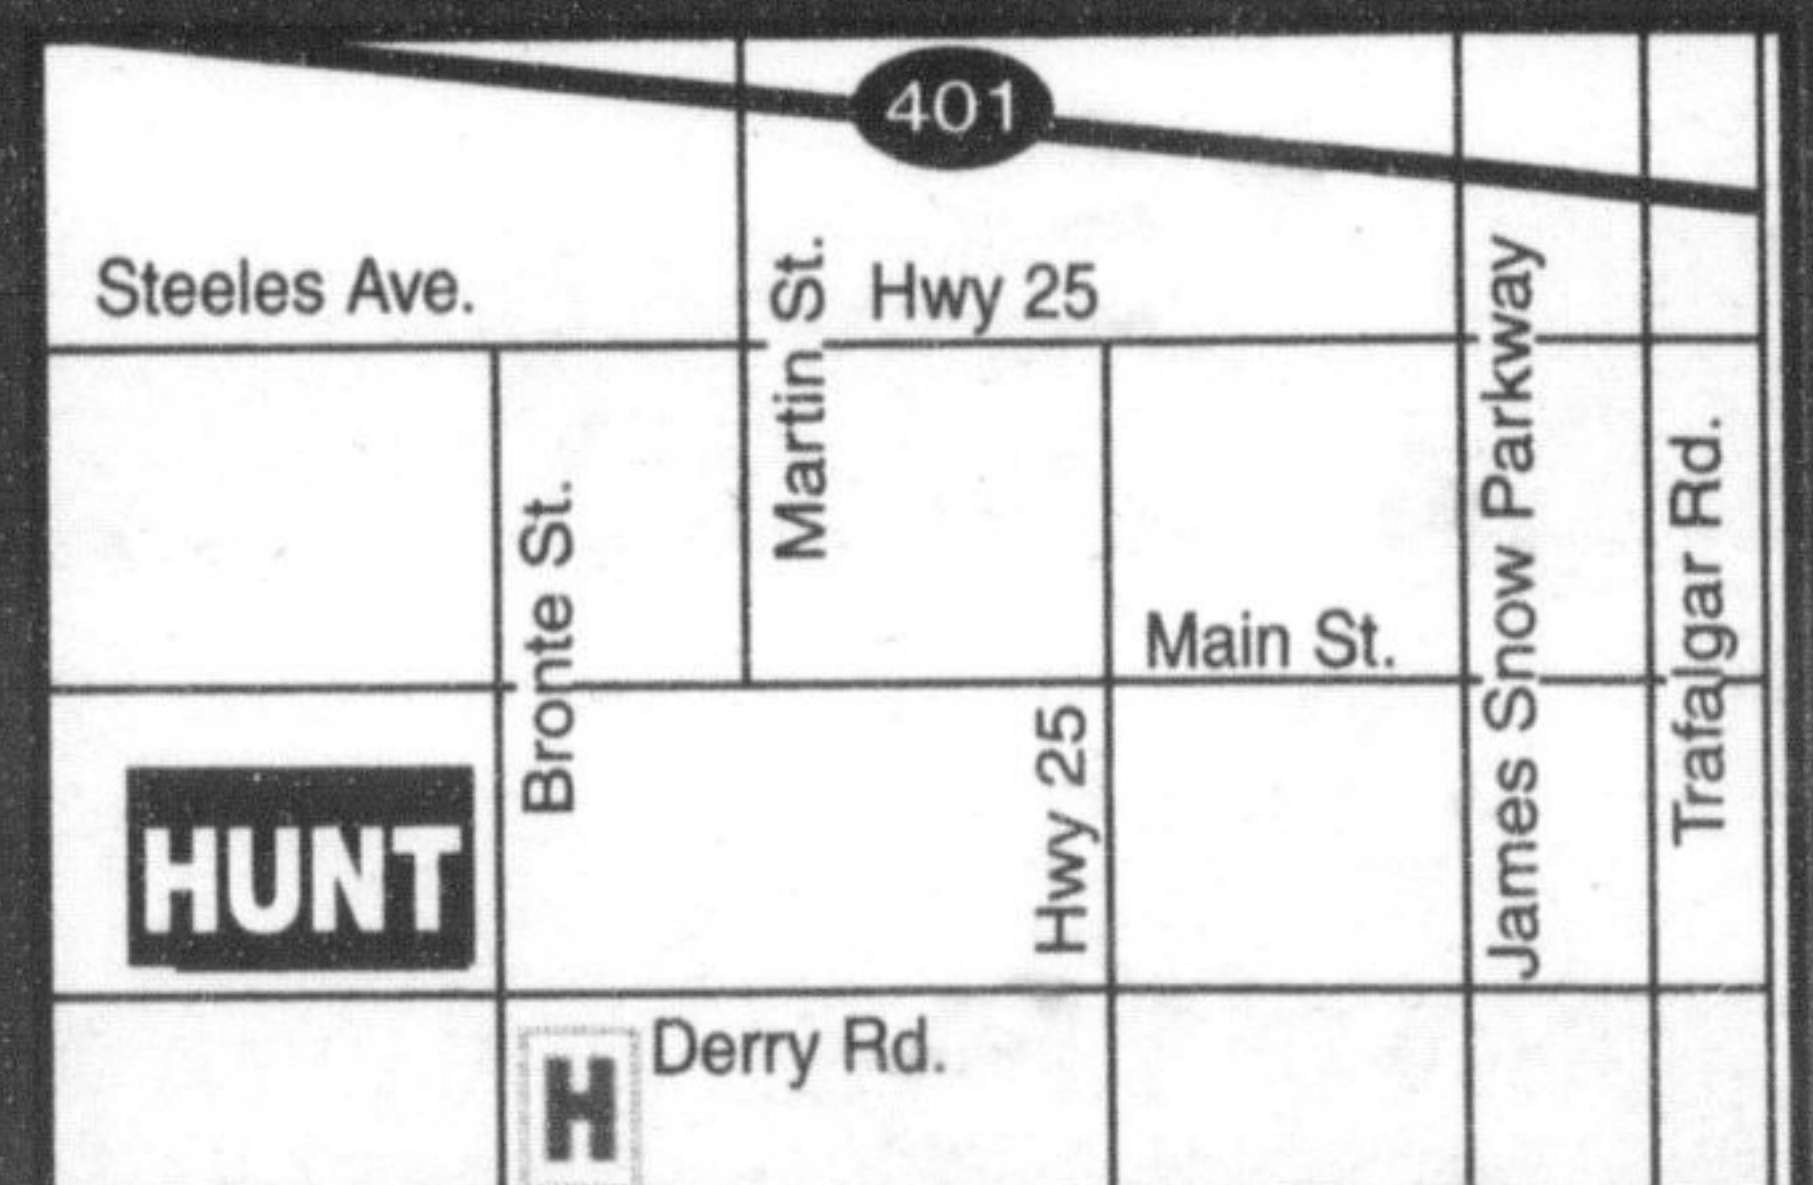 401
Steeles Ave.
Martin St.
Hwy 25
James Snow Parkway
Trafalgar Rd.
Bronte St.
Main St.
Hwy 25
HUNT
Derry Rd.
H